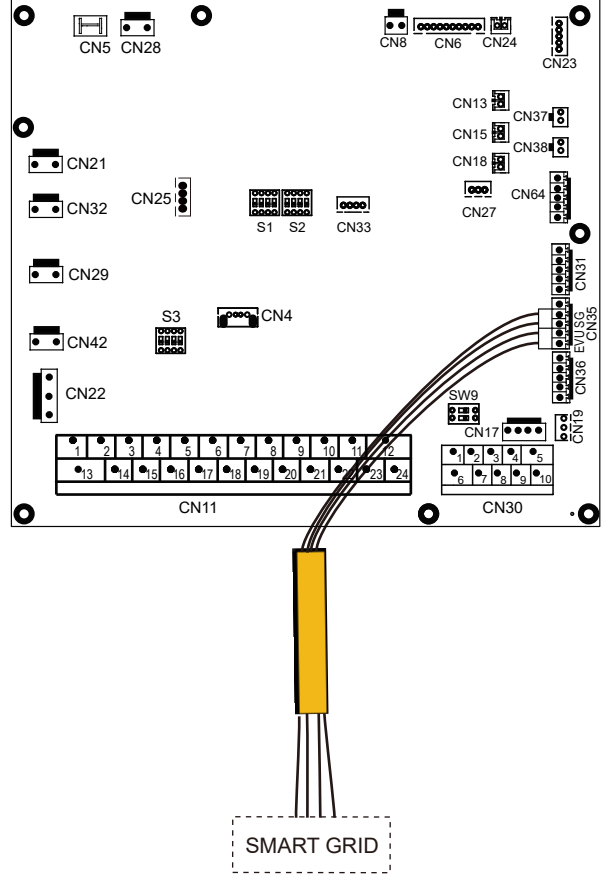 CN5
CN28
CN8
CN6
CN24
CN23
CN13
CN37
CN15
CN38
CN18
CN21
CN25
CN32
S1
S2
CN33
CN27
CN64
CN29
CN31
S3
CN4
EVU SG
CN35
CN42
CN36
CN22
SW9
CN17
CN19
1 2 3 4 5 6 7 8 9 10 11 12
13 14 15 16 17 18 19 20 21 22 23 24
CN11
1 2 3 4 5
6 7 8 9 10
CN30
SMART GRID